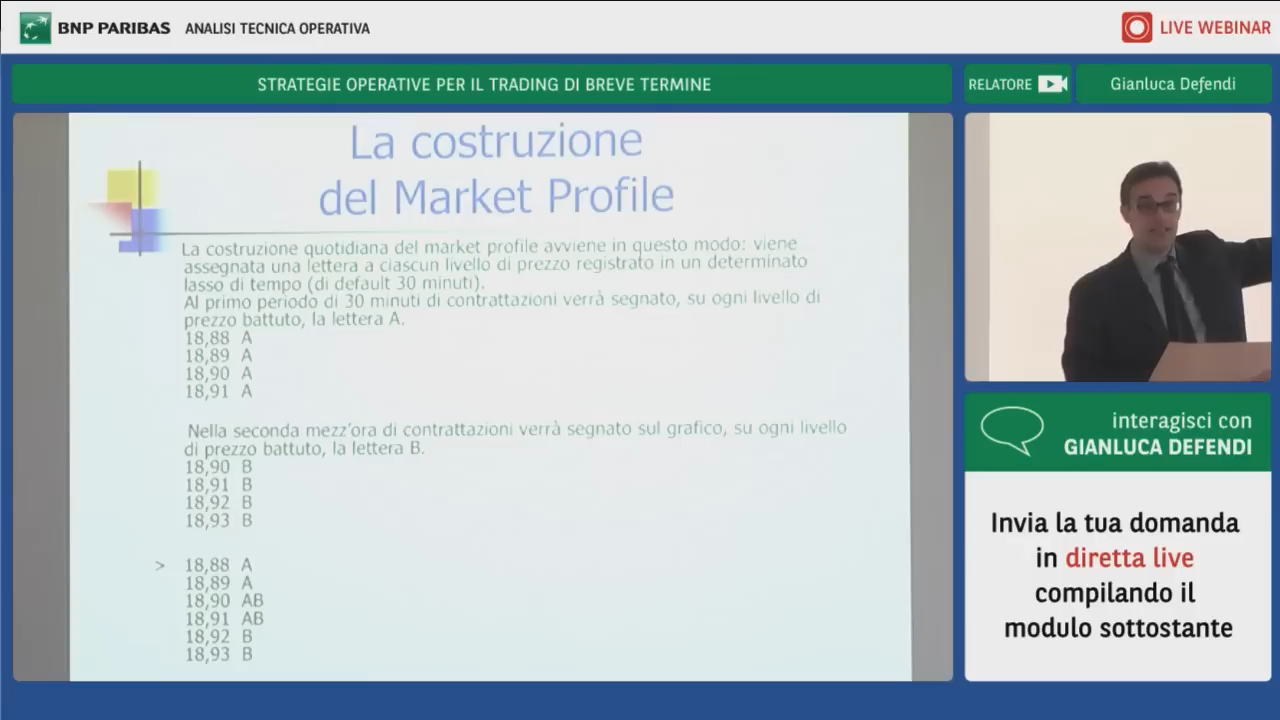 BNP PARIBAS ANALISI TECNICA OPERATIVA
LIVE WEBINAR
STRATEGIE OPERATIVE PER IL TRADING DI BREVE TERMINE
RELATORE
Gianluca Defendi
La costruzione
del Market Profile
La costruzione quotidiana del market profile avviene in questo modo: viene
assegnata una lettera a ciascun livello di prezzo registrato in un determinato
lasso di tempo (di default 30 minuti).
Al primo periodo di 30 minuti di contrattazioni verrà segnato, su ogni livello di
prezzo battuto, la lettera A.
18,88 A
18,89 A
18,90 A
18,91 A
Nella seconda mezz'ora di contrattazioni verrà segnato sul grafico, su ogni livello
di prezzo battuto, la lettera B.
18,90 B
18,91 B
18,92 B
18,93 B
> 18,88 A
18,89 A
18,90 AB
18,91 AB
18,92 B
18,93 B
interagisci con
GIANLUCA DEFENDI
Invia la tua domanda
in diretta live
compilando il
modulo sottostante